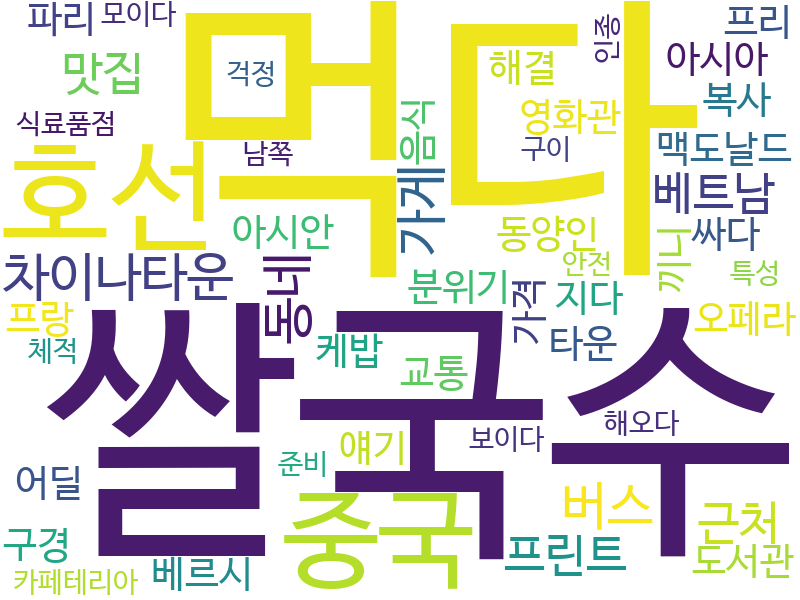 파리
모이다
먹다
프리
인종
아시아
맛집
걱정
해결
복사
식료품점
음식
영화관
남쪽
구이
맥도날드
호선
가게
베트남
아시안
동양인
싸다
끼니
차이나타운
동네
분위기
안전
지다
특성
가격
프랑
오페라
체적
케밥
타운
쌀국수
교통
해오다
얘기
보이다
준비
어딜
중국
버스
근처
구경
프린트
도서관
카페테리아
베르시